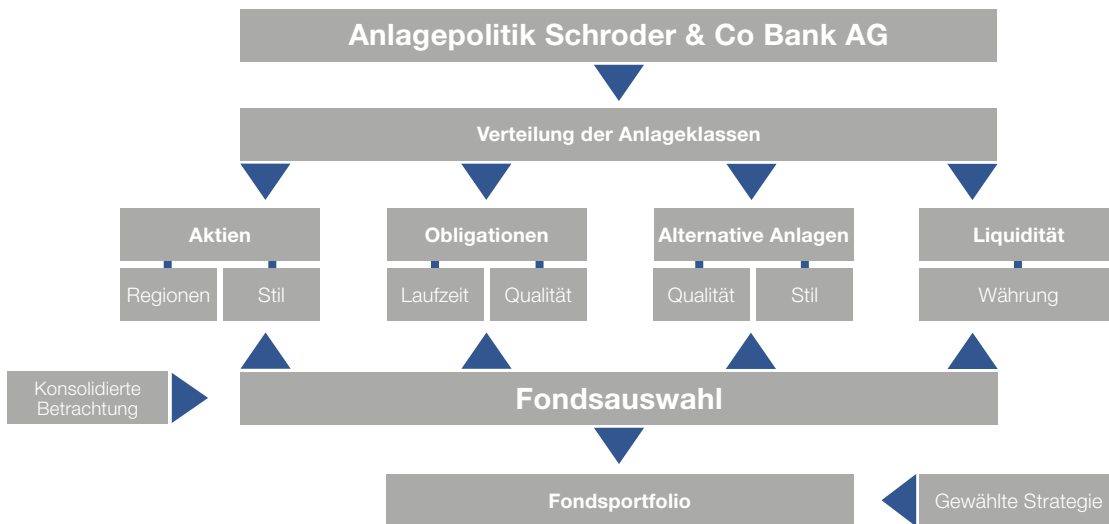 Anlagepolitik Schroder & Co Bank AG
Verteilung der Anlageklassen
Aktien
Obligationen
Alternative Anlagen
Liquidität
Regionen
Stil
Laufzeit
Qualität
Qualität
Stil
Währung
Konsolidierte
Betrachtung
Fondsauswahl
Fondsportfolio
Gewählte Strategie